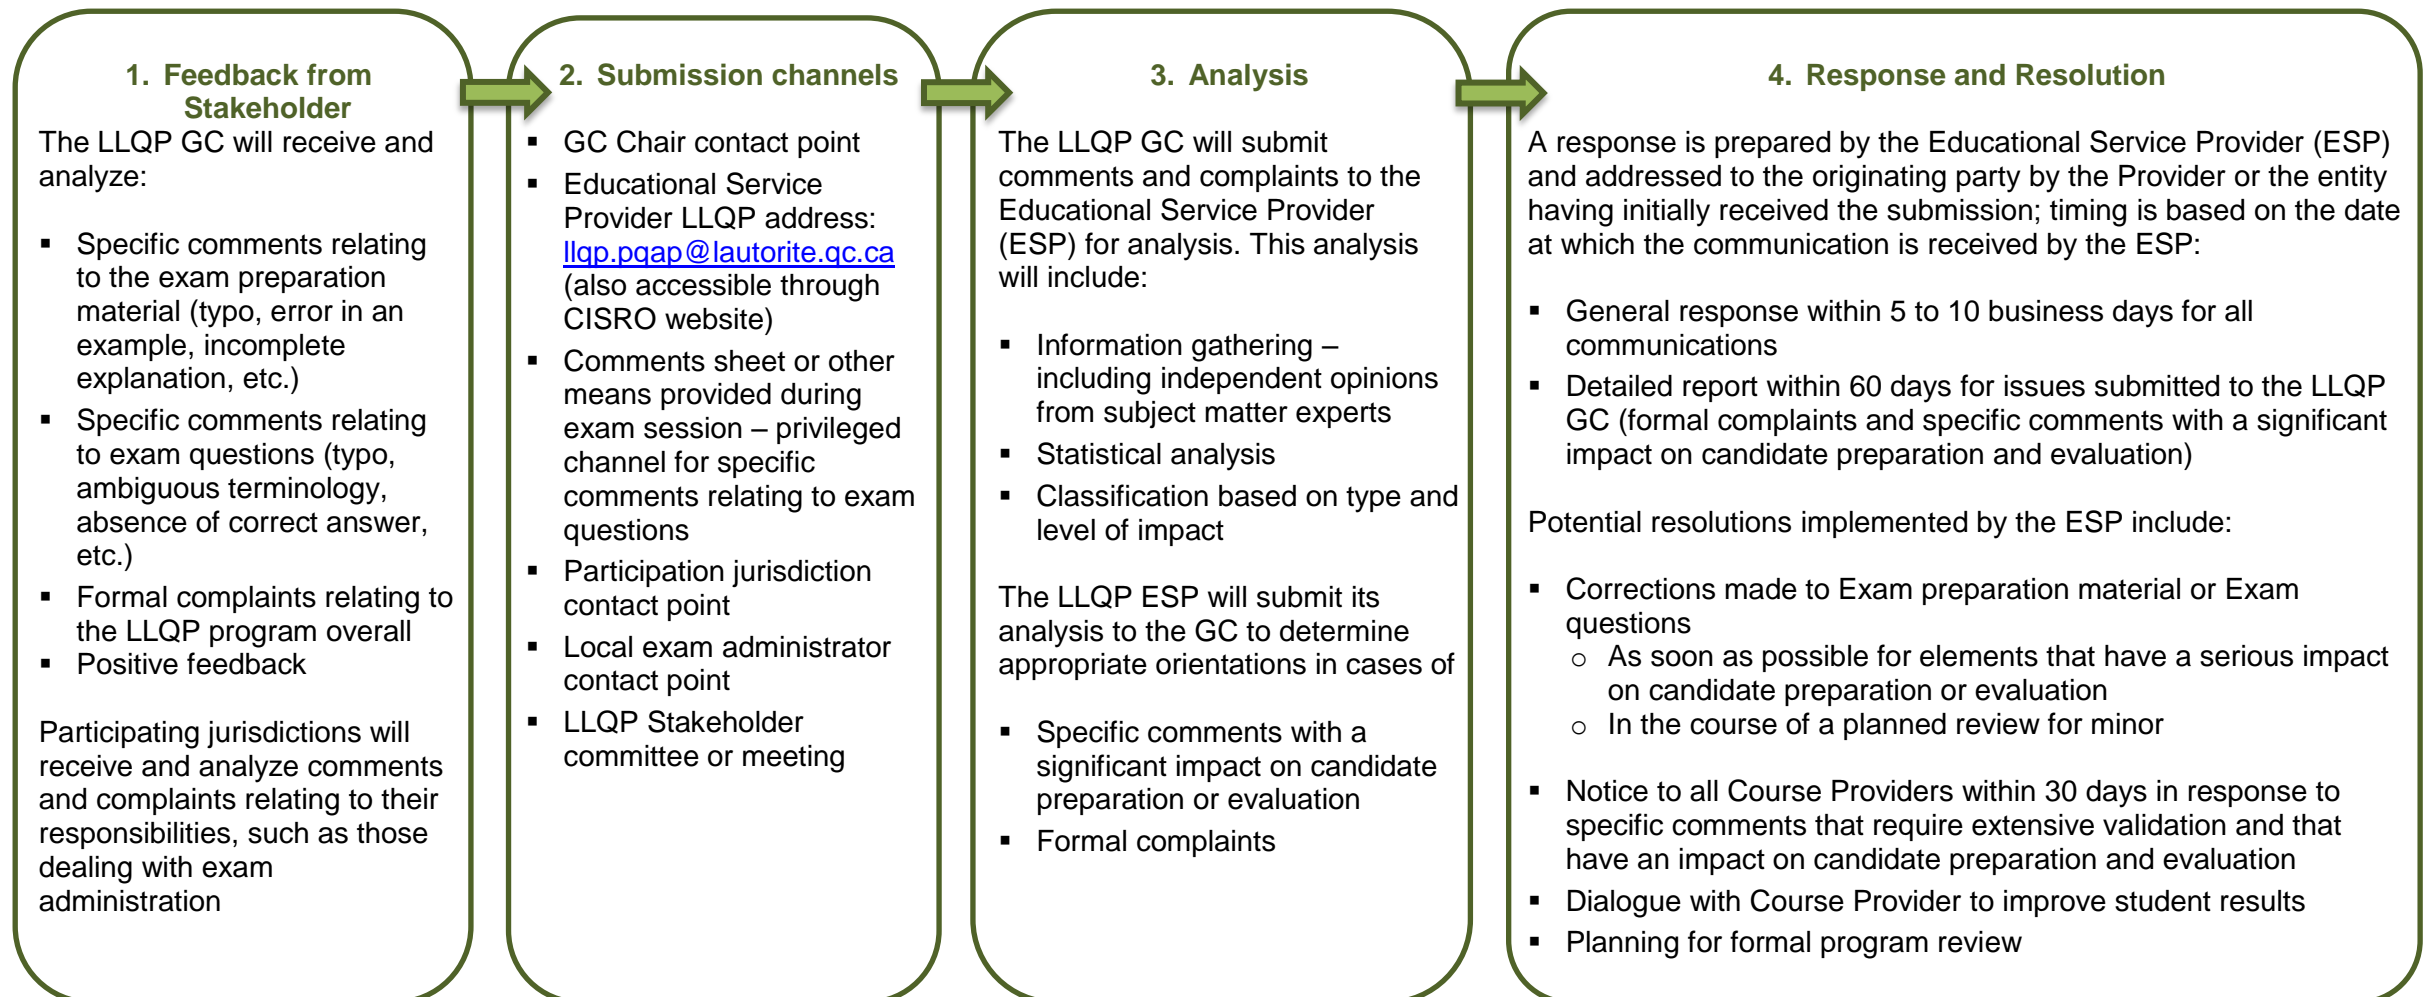 1. Feedback from
Stakeholder
The LLQP GC will receive and
analyze:
▪ Specific comments relating
to the exam preparation
material (typo, error in an
example, incomplete
explanation, etc.)
▪ Specific comments relating
to exam questions (typo,
ambiguous terminology,
absence of correct answer,
etc.)
▪ Formal complaints relating to
the LLQP program overall
▪ Positive feedback
Participating jurisdictions will
receive and analyze comments
and complaints relating to their
responsibilities, such as those
dealing with exam
administration
2. Submission channels
▪ GC Chair contact point
▪ Educational Service
Provider LLQP address:
llqp.pqap@lautorite.qc.ca
(also accessible through
CISRO website)
▪ Comments sheet or other
means provided during
exam session – privileged
channel for specific
comments relating to exam
questions
▪ Participation jurisdiction
contact point
▪ Local exam administrator
contact point
▪ LLQP Stakeholder
committee or meeting
3. Analysis
The LLQP GC will submit
comments and complaints to the
Educational Service Provider
(ESP) for analysis. This analysis
will include:
▪ Information gathering –
including independent opinions
from subject matter experts
▪ Statistical analysis
▪ Classification based on type and
level of impact
The LLQP ESP will submit its
analysis to the GC to determine
appropriate orientations in cases of
▪ Specific comments with a
significant impact on candidate
preparation or evaluation
▪ Formal complaints
4. Response and Resolution
A response is prepared by the Educational Service Provider (ESP)
and addressed to the originating party by the Provider or the entity
having initially received the submission; timing is based on the date
at which the communication is received by the ESP:
▪ General response within 5 to 10 business days for all
communications
▪ Detailed report within 60 days for issues submitted to the LLQP
GC (formal complaints and specific comments with a significant
impact on candidate preparation and evaluation)
Potential resolutions implemented by the ESP include:
▪ Corrections made to Exam preparation material or Exam
questions
○ As soon as possible for elements that have a serious impact
on candidate preparation or evaluation
○ In the course of a planned review for minor
▪ Notice to all Course Providers within 30 days in response to
specific comments that require extensive validation and that
have an impact on candidate preparation and evaluation
▪ Dialogue with Course Provider to improve student results
▪ Planning for formal program review